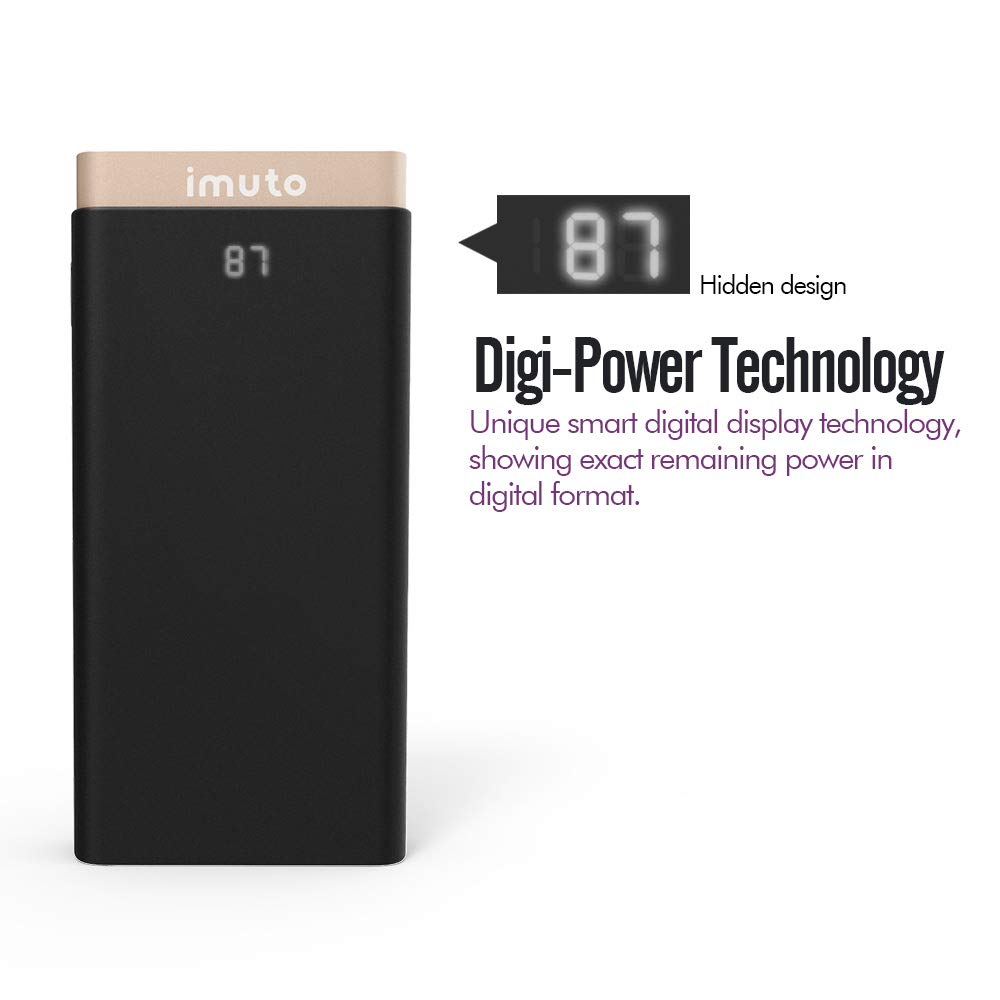 imuto
87
87
Hidden design
Digi-Power Technology
Unique smart digital display technology,
showing exact remaining power in
digital format.